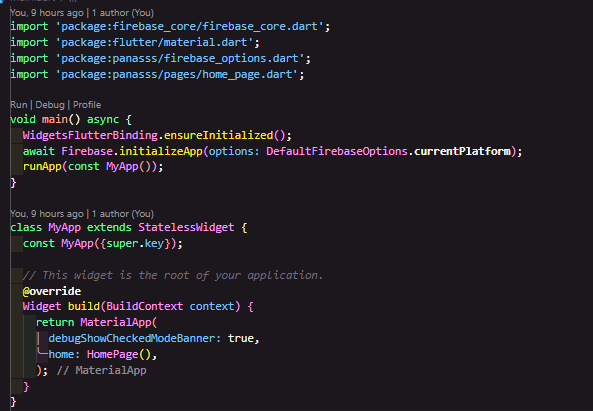 You, 9 hours ago | 1 author (You)
import 'package:firebase_core/firebase_core.dart';
import 'package:flutter/material.dart';
import 'package:panasss/firebase_options.dart';
import 'package:panasss/pages/home_page.dart';
Run | Debug | Profile
void main() async {
  WidgetsFlutterBinding.ensureInitialized();
  await Firebase.initializeApp(options: DefaultFirebaseOptions.currentPlatform);
  runApp(const MyApp());
}
You, 9 hours ago | 1 author (You)
class MyApp extends StatelessWidget {
  const MyApp({super.key});
  // This widget is the root of your application.
  @override
  Widget build(BuildContext context) {
    return MaterialApp(
      debugShowCheckedModeBanner: true,
      home: HomePage(),
    ); // MaterialApp
  }
}